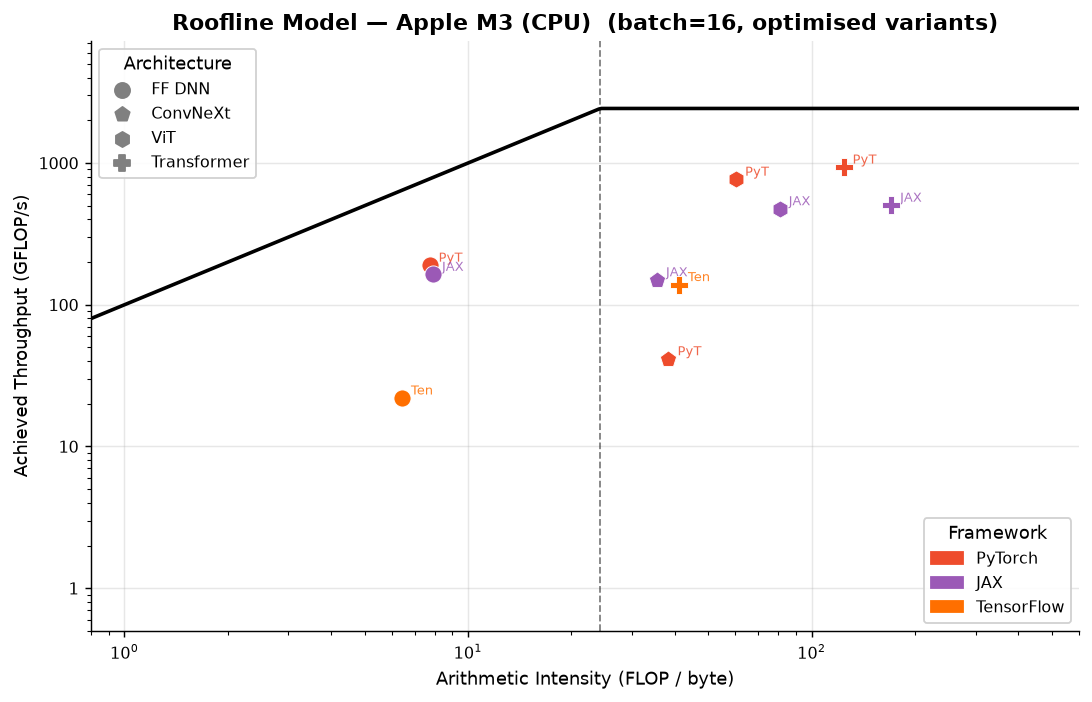 Roofline Model — Apple M3 (CPU)  (batch=16, optimised variants)
Architecture
FF DNN
ConvNeXt
ViT
Transformer
1000
100
10
1
Achieved Throughput (GFLOP/s)
PyT
PyT
JAX
JAX
PyT
JAX
JAX
Ten
PyT
Ten
Framework
PyTorch
JAX
TensorFlow
10⁰
10¹
10²
Arithmetic Intensity (FLOP / byte)